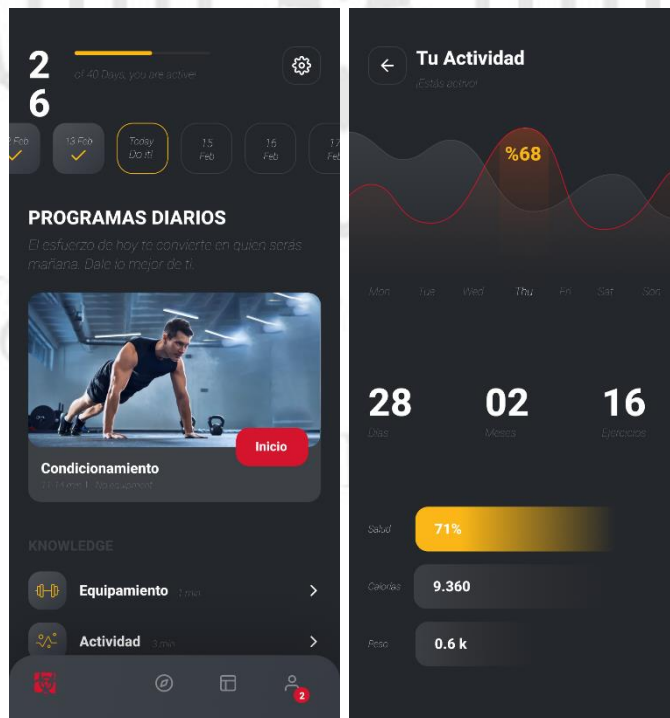 2
6
of 40 Days, you are active
Feb
13 Feb
Today
Do it!
15
Feb
16
Feb
17
PROGRAMAS DIARIOS
El esfuerzo de hoy te convierte en quien serás
mañana. Dale lo mejor de ti.
Inicio
Condicionamiento
No equipment
KNOWLEDGE
Equipamiento
Actividad
2
Tu Actividad
¡Estás activo!
%68
Mon Tue Wed Thu Fri Sat Son
28 02 16
Días Meses Ejercicios
Salud 71%
Calorías 9.360
Peso 0.6 k